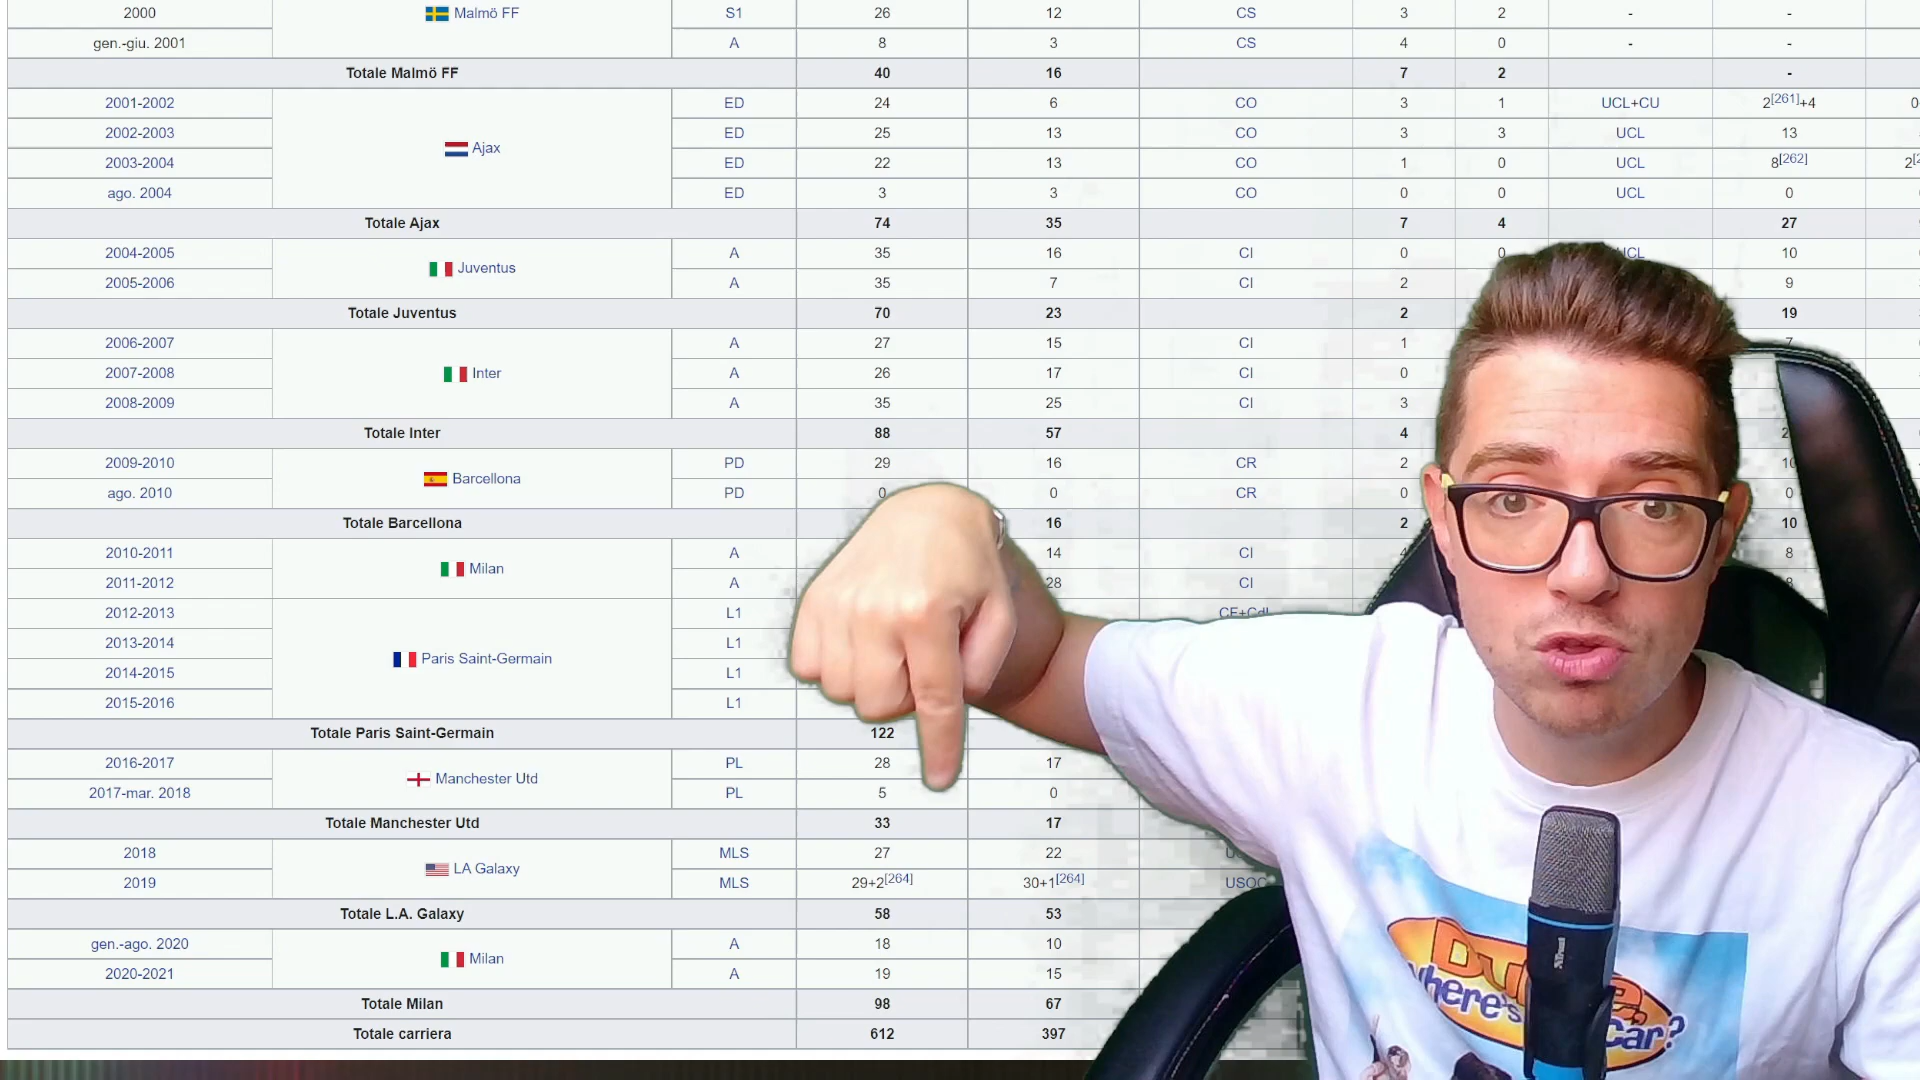 2000 Malmö FF S1 26 12 CS 3 2 - -
gen.-giu. 2001 A 8 3 CS 4 0 - -
Totale Malmö FF 40 16 7 2 -
2001-2002 ED 24 6 CO 3 1 UCL+CU 2[261]+4
2002-2003 ED 25 13 CO 3 3 UCL 13
Ajax
2003-2004 ED 22 13 CO 1 0 UCL 8[262]
ago. 2004 ED 3 3 CO 0 0 UCL 0
Totale Ajax 74 35 7 4 27
2004-2005 A 35 16 CI 0 0 UCL 10
Juventus
2005-2006 A 35 7 CI 2 9
Totale Juventus 70 23 2 19
2006-2007 A 27 15 CI 1 7
2007-2008 Inter A 26 17 CI 0
2008-2009 A 35 25 CI 3
Totale Inter 88 57 4
2009-2010 PD 29 16 CR 2 10
Barcellona
ago. 2010 PD 0 0 CR 0 0
Totale Barcellona 16 2 10
2010-2011 A 14 CI 4 8
Milan
2011-2012 A 28 CI 8
2012-2013 L1 CF+CdL
2013-2014 L1
Paris Saint-Germain
2014-2015 L1
2015-2016 L1
Totale Paris Saint-Germain 122
2016-2017 PL 28 17
Manchester Utd
2017-mar. 2018 PL 5 0
Totale Manchester Utd 33 17
2018 MLS 27 22
LA Galaxy
2019 MLS 29+2[264] 30+1[264] USOC
Totale L.A. Galaxy 58 53
gen.-ago. 2020 A 18 10
Milan
2020-2021 A 19 15
Totale Milan 98 67
Totale carriera 612 397
Trust